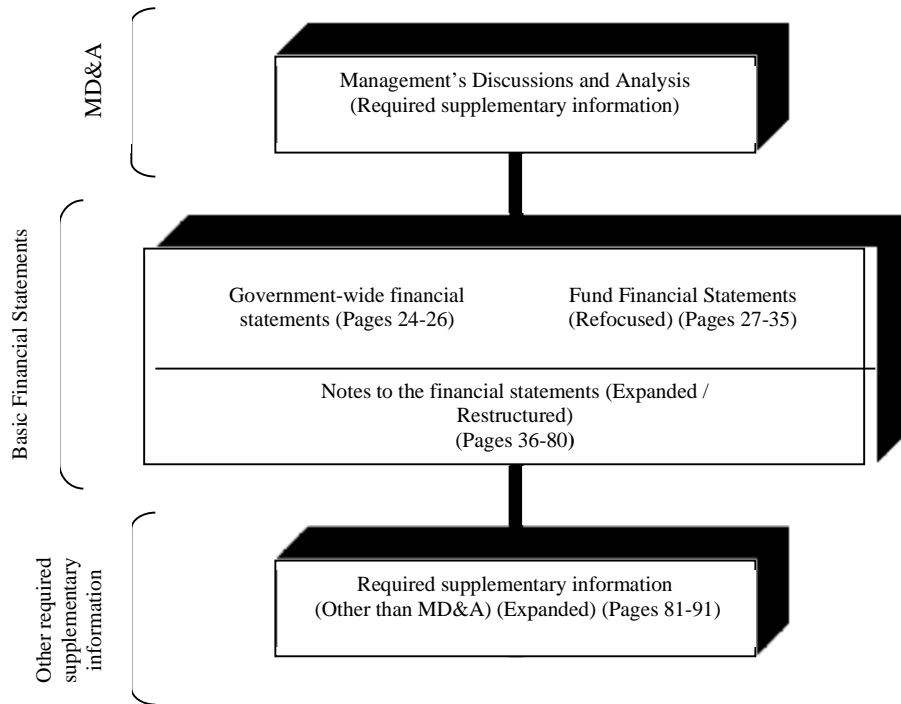 MD&A
Management’s Discussions and Analysis
(Required supplementary information)
Basic Financial Statements
Government-wide financial
statements (Pages 24-26)
Fund Financial Statements
(Refocused) (Pages 27-35)
Notes to the financial statements (Expanded /
Restructured)
(Pages 36-80)
Other required
supplementary
information
Required supplementary information
(Other than MD&A) (Expanded) (Pages 81-91)